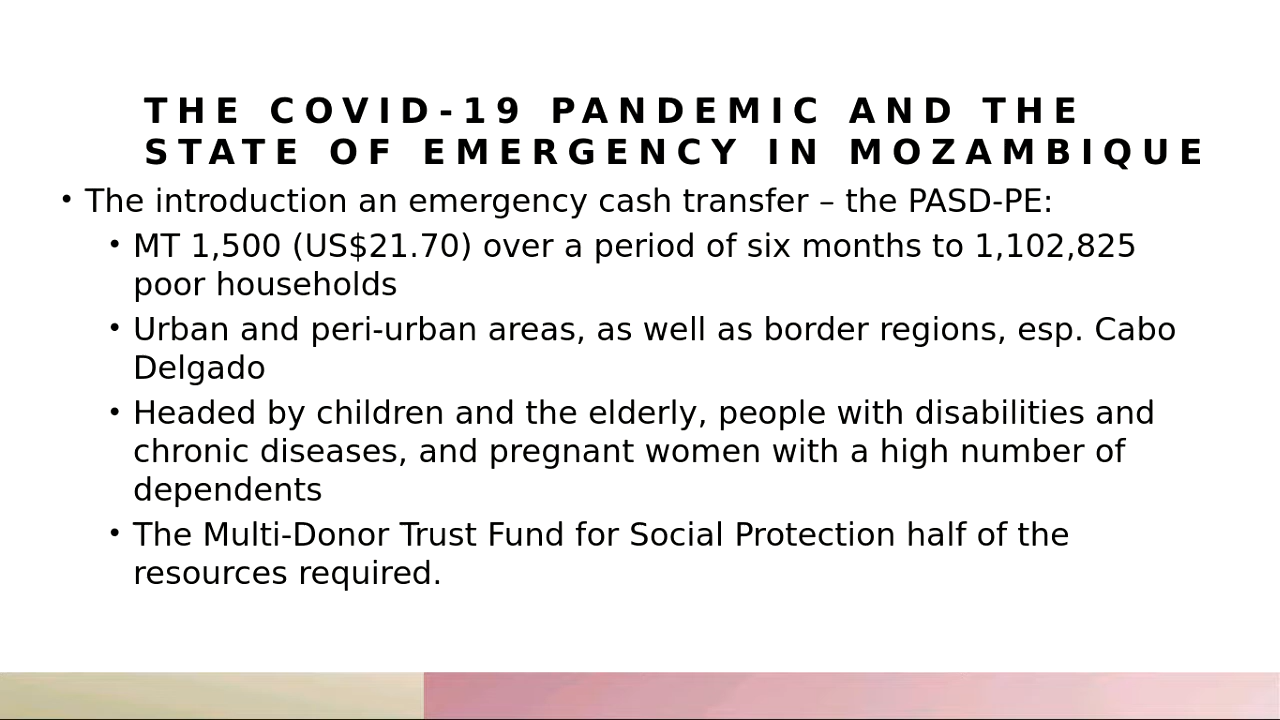 THE COVID-19 PANDEMIC AND THE
STATE OF EMERGENCY IN MOZAMBIQUE
• The introduction an emergency cash transfer – the PASD-PE:
• MT 1,500 (US$21.70) over a period of six months to 1,102,825
poor households
• Urban and peri-urban areas, as well as border regions, esp. Cabo
Delgado
• Headed by children and the elderly, people with disabilities and
chronic diseases, and pregnant women with a high number of
dependents
• The Multi-Donor Trust Fund for Social Protection half of the
resources required.